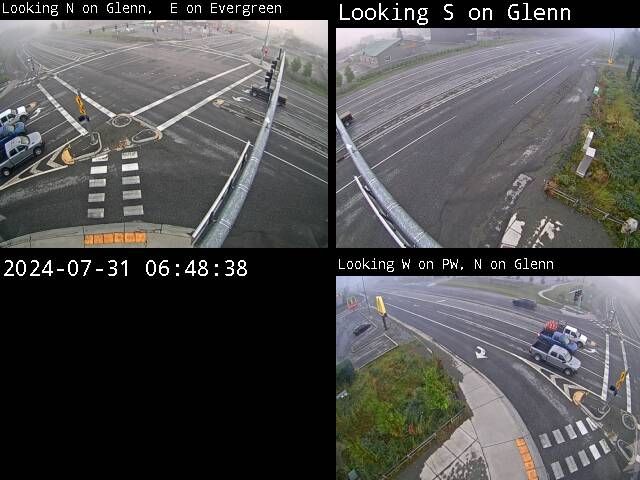 Looking N on Glenn,  E on Evergreen
Looking S on Glenn
2024-07-31 06:48:38
Looking W on PW, N on Glenn